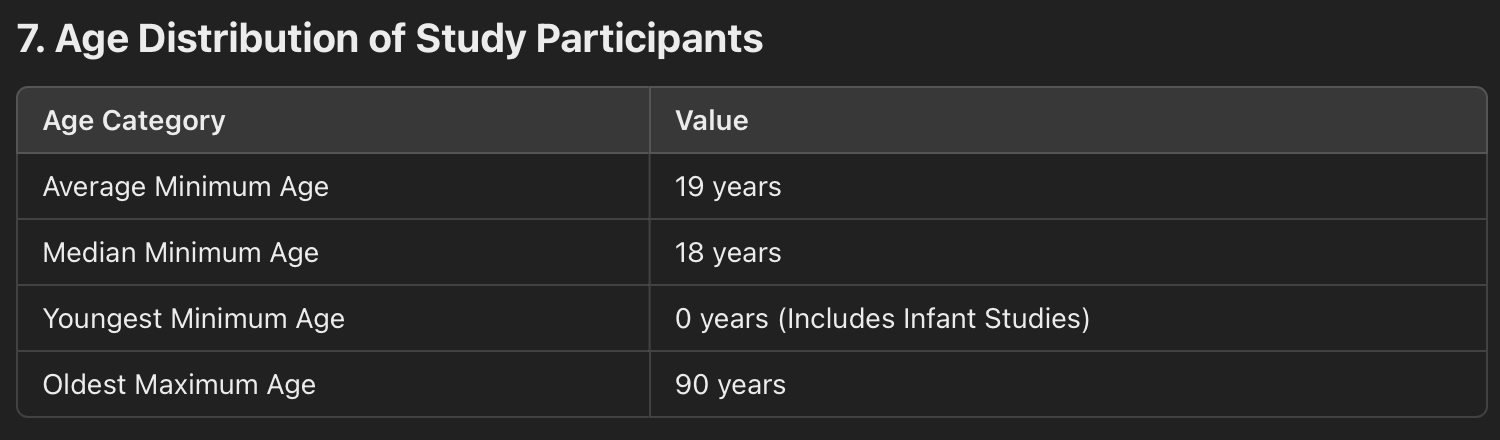 7. Age Distribution of Study Participants
Age Category Value
Average Minimum Age 19 years
Median Minimum Age 18 years
Youngest Minimum Age 0 years (Includes Infant Studies)
Oldest Maximum Age 90 years